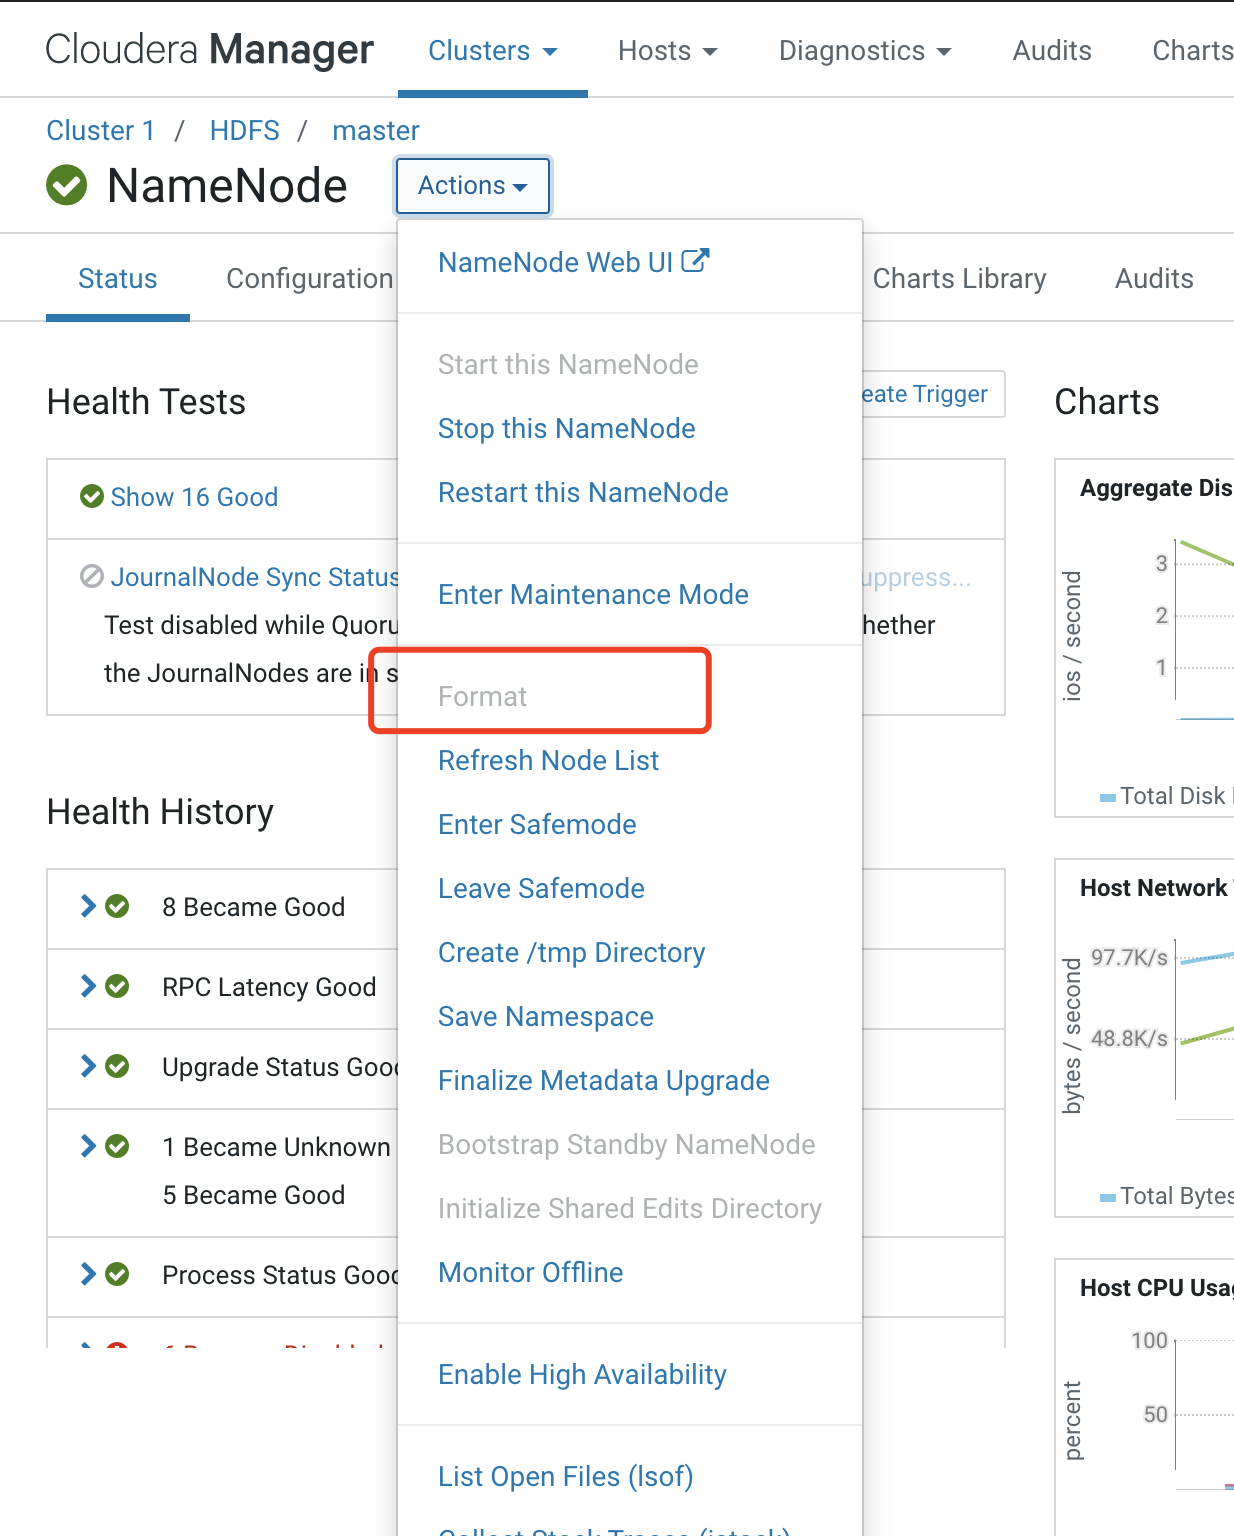 Cloudera Manager
Clusters
Hosts
Diagnostics
Audits
Charts
Cluster 1 / HDFS / master
NameNode
Actions
Status
Configuration
Charts Library
Audits
NameNode Web UI
Start this NameNode
Stop this NameNode
Restart this NameNode
Enter Maintenance Mode
Format
Refresh Node List
Enter Safemode
Leave Safemode
Create /tmp Directory
Save Namespace
Finalize Metadata Upgrade
Bootstrap Standby NameNode
Initialize Shared Edits Directory
Monitor Offline
Enable High Availability
List Open Files (lsof)
Collect Stack Traces (jstack)
Health Tests
eate Trigger
Show 16 Good
JournalNode Sync Status
uppress...
Test disabled while Quoru
hether
the JournalNodes are in s
Health History
8 Became Good
RPC Latency Good
Upgrade Status Good
1 Became Unknown
5 Became Good
Process Status Good
Charts
Aggregate Dis
ios / second
3
2
1
Total Disk
Host Network
bytes / second
97.7K/s
48.8K/s
Total Bytes
Host CPU Usag
percent
100
50